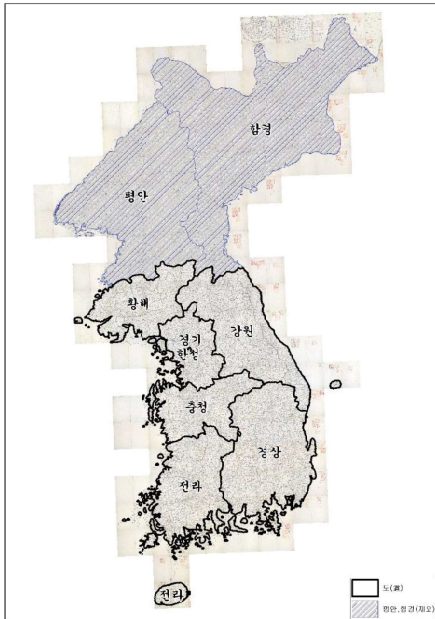 함경
평안
황해
강원
경기
한성
충청
경상
전라
전라
도(道)
평안,함경(제외)